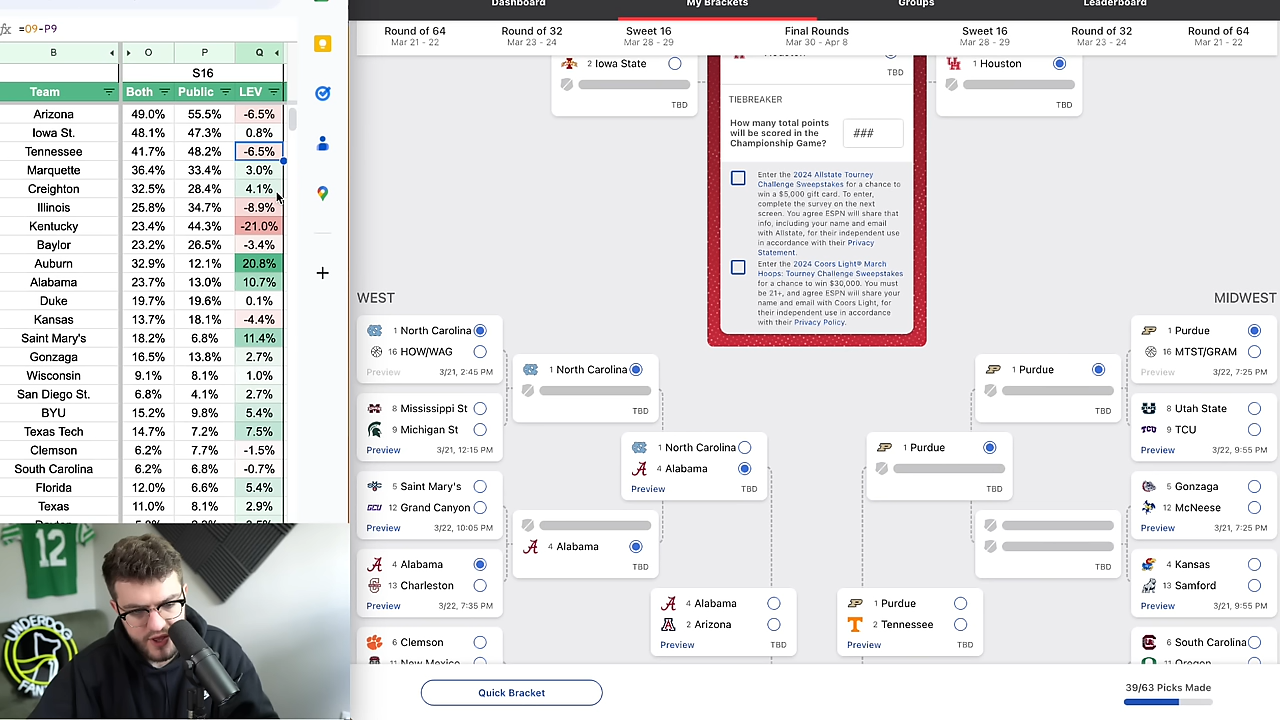 Dashboard
My Brackets
Groups
Leaderboard
Round of 64
Mar 21 - 22
Round of 32
Mar 23 - 24
Sweet 16
Mar 28 - 29
Final Rounds
Mar 30 - Apr 8
Sweet 16
Mar 28 - 29
Round of 32
Mar 23 - 24
Round of 64
Mar 21 - 22
fx =O9-P9
B O P Q
S16
Team Both Public LEV
Arizona 49.0% 55.5% -6.5%
Iowa St. 48.1% 47.3% 0.8%
Tennessee 41.7% 48.2% -6.5%
Marquette 36.4% 33.4% 3.0%
Creighton 32.5% 28.4% 4.1%
Illinois 25.8% 34.7% -8.9%
Kentucky 23.4% 44.3% -21.0%
Baylor 23.2% 26.5% -3.4%
Auburn 32.9% 12.1% 20.8%
Alabama 23.7% 13.0% 10.7%
Duke 19.7% 19.6% 0.1%
Kansas 13.7% 18.1% -4.4%
Saint Mary's 18.2% 6.8% 11.4%
Gonzaga 16.5% 13.8% 2.7%
Wisconsin 9.1% 8.1% 1.0%
San Diego St. 6.8% 4.1% 2.7%
BYU 15.2% 9.8% 5.4%
Texas Tech 14.7% 7.2% 7.5%
Clemson 6.2% 7.7% -1.5%
South Carolina 6.2% 6.8% -0.7%
Florida 12.0% 6.6% 5.4%
Texas 11.0% 8.1% 2.9%
12
UNDERDOG
2 Iowa State
TBD
TBD
TIEBREAKER
How many total points
will be scored in the
Championship Game?
###
Enter the 2024 Allstate Tourney
Challenge Sweepstakes for a chance
to win a $5,000 gift card. To enter,
complete the survey on the next
screen. You agree ESPN will share that
info, including your name and email
with Allstate, for their independent use
in accordance with their Privacy
Statement.
Enter the 2024 Coors Light® March
Hoops: Tourney Challenge Sweepstakes
for a chance to win $30,000. You must
be 21+, and agree ESPN will share your
name and email with Coors Light, for
their independent use in accordance
with their Privacy Policy.
1 Houston
TBD
WEST
1 North Carolina
16 HOW/WAG
Preview 3/21, 2:45 PM
8 Mississippi St
9 Michigan St
Preview 3/21, 12:15 PM
5 Saint Mary's
12 Grand Canyon
GCU
Preview 3/22, 10:05 PM
4 Alabama
13 Charleston
Preview 3/22, 7:35 PM
6 Clemson
11 New Mexico
1 North Carolina
TBD
4 Alabama
TBD
1 North Carolina
4 Alabama
Preview TBD
4 Alabama
2 Arizona
Preview TBD
MIDWEST
1 Purdue
16 MTST/GRAM
Preview 3/22, 7:25 PM
8 Utah State
9 TCU
TCU
Preview 3/22, 9:55 PM
5 Gonzaga
12 McNeese
Preview 3/21, 7:25 PM
4 Kansas
13 Samford
Preview 3/21, 9:55 PM
6 South Carolina
11 Oregon
1 Purdue
TBD
TBD
1 Purdue
TBD
1 Purdue
2 Tennessee
Preview TBD
Quick Bracket
39/63 Picks Made